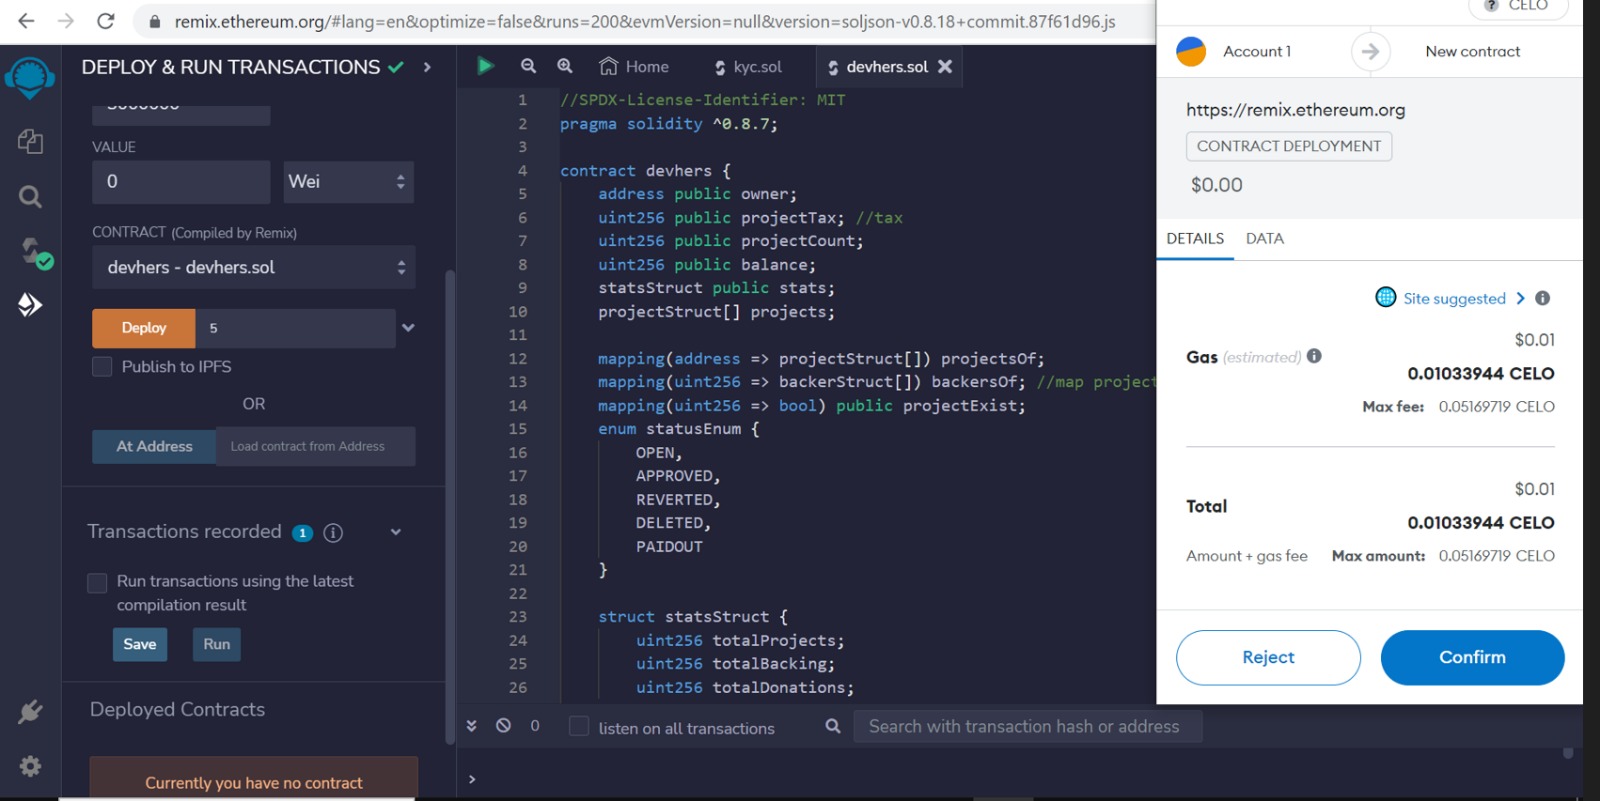 remix.ethereum.org/#lang=en&optimize=false&runs=200&evmVersion=null&version=soljson-v0.8.18+commit.87f61d96.js
DEPLOY & RUN TRANSACTIONS
VALUE
0 Wei
CONTRACT (Compiled by Remix)
devhers - devhers.sol
Deploy 5
Publish to IPFS
OR
At Address Load contract from Address
Transactions recorded 1 i
Run transactions using the latest
compilation result
Save Run
Deployed Contracts
Currently you have no contract
Home kyc.sol devhers.sol
1 //SPDX-License-Identifier: MIT
2 pragma solidity ^0.8.7;
3
4 contract devhers {
5 address public owner;
6 uint256 public projectTax; //tax
7 uint256 public projectCount;
8 uint256 public balance;
9 statsStruct public stats;
10 projectStruct[] projects;
11
12 mapping(address => projectStruct[]) projectsOf;
13 mapping(uint256 => backerStruct[]) backersOf; //map project
14 mapping(uint256 => bool) public projectExist;
15 enum statusEnum {
16 OPEN,
17 APPROVED,
18 REVERTED,
19 DELETED,
20 PAIDOUT
21 }
22
23 struct statsStruct {
24 uint256 totalProjects;
25 uint256 totalBacking;
26 uint256 totalDonations;
0 listen on all transactions Search with transaction hash or address
>
? CELO
Account 1 New contract
https://remix.ethereum.org
CONTRACT DEPLOYMENT
$0.00
DETAILS DATA
Site suggested > i
$0.01
Gas (estimated) i 0.01033944 CELO
Max fee: 0.05169719 CELO
$0.01
Total 0.01033944 CELO
Amount + gas fee Max amount: 0.05169719 CELO
Reject Confirm